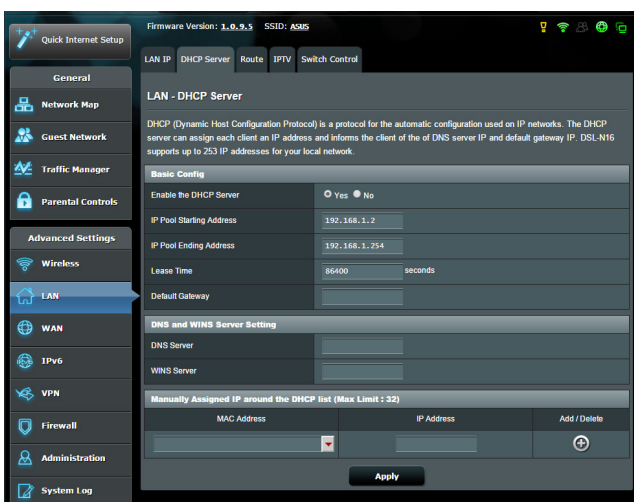 Firmware Version: 1.0.9.5 SSID: ASUS
Quick Internet Setup
General
Network Map
Guest Network
Traffic Manager
Parental Controls
Advanced Settings
Wireless
LAN
WAN
IPv6
VPN
Firewall
Administration
System Log
LAN IP DHCP Server Route IPTV Switch Control
LAN - DHCP Server
DHCP (Dynamic Host Configuration Protocol) is a protocol for the automatic configuration used on IP networks. The DHCP
server can assign each client an IP address and informs the client of the of DNS server IP and default gateway IP. DSL-N16
supports up to 253 IP addresses for your local network.
Basic Config
Enable the DHCP Server Yes No
IP Pool Starting Address 192.168.1.2
IP Pool Ending Address 192.168.1.254
Lease Time 86400 seconds
Default Gateway
DNS and WINS Server Setting
DNS Server
WINS Server
Manually Assigned IP around the DHCP list (Max Limit : 32)
MAC Address IP Address Add / Delete
Apply